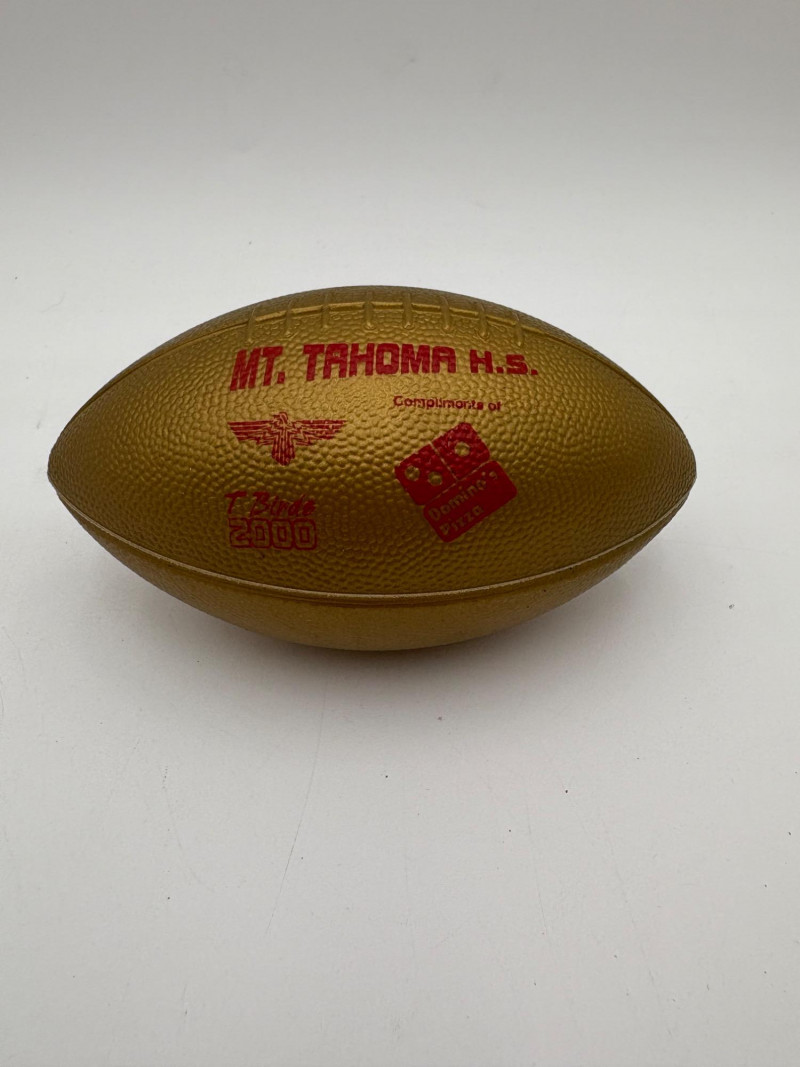 MT. TAHOMA H.S.
Compliments of
T-Birds
2000
Domino's
Pizza